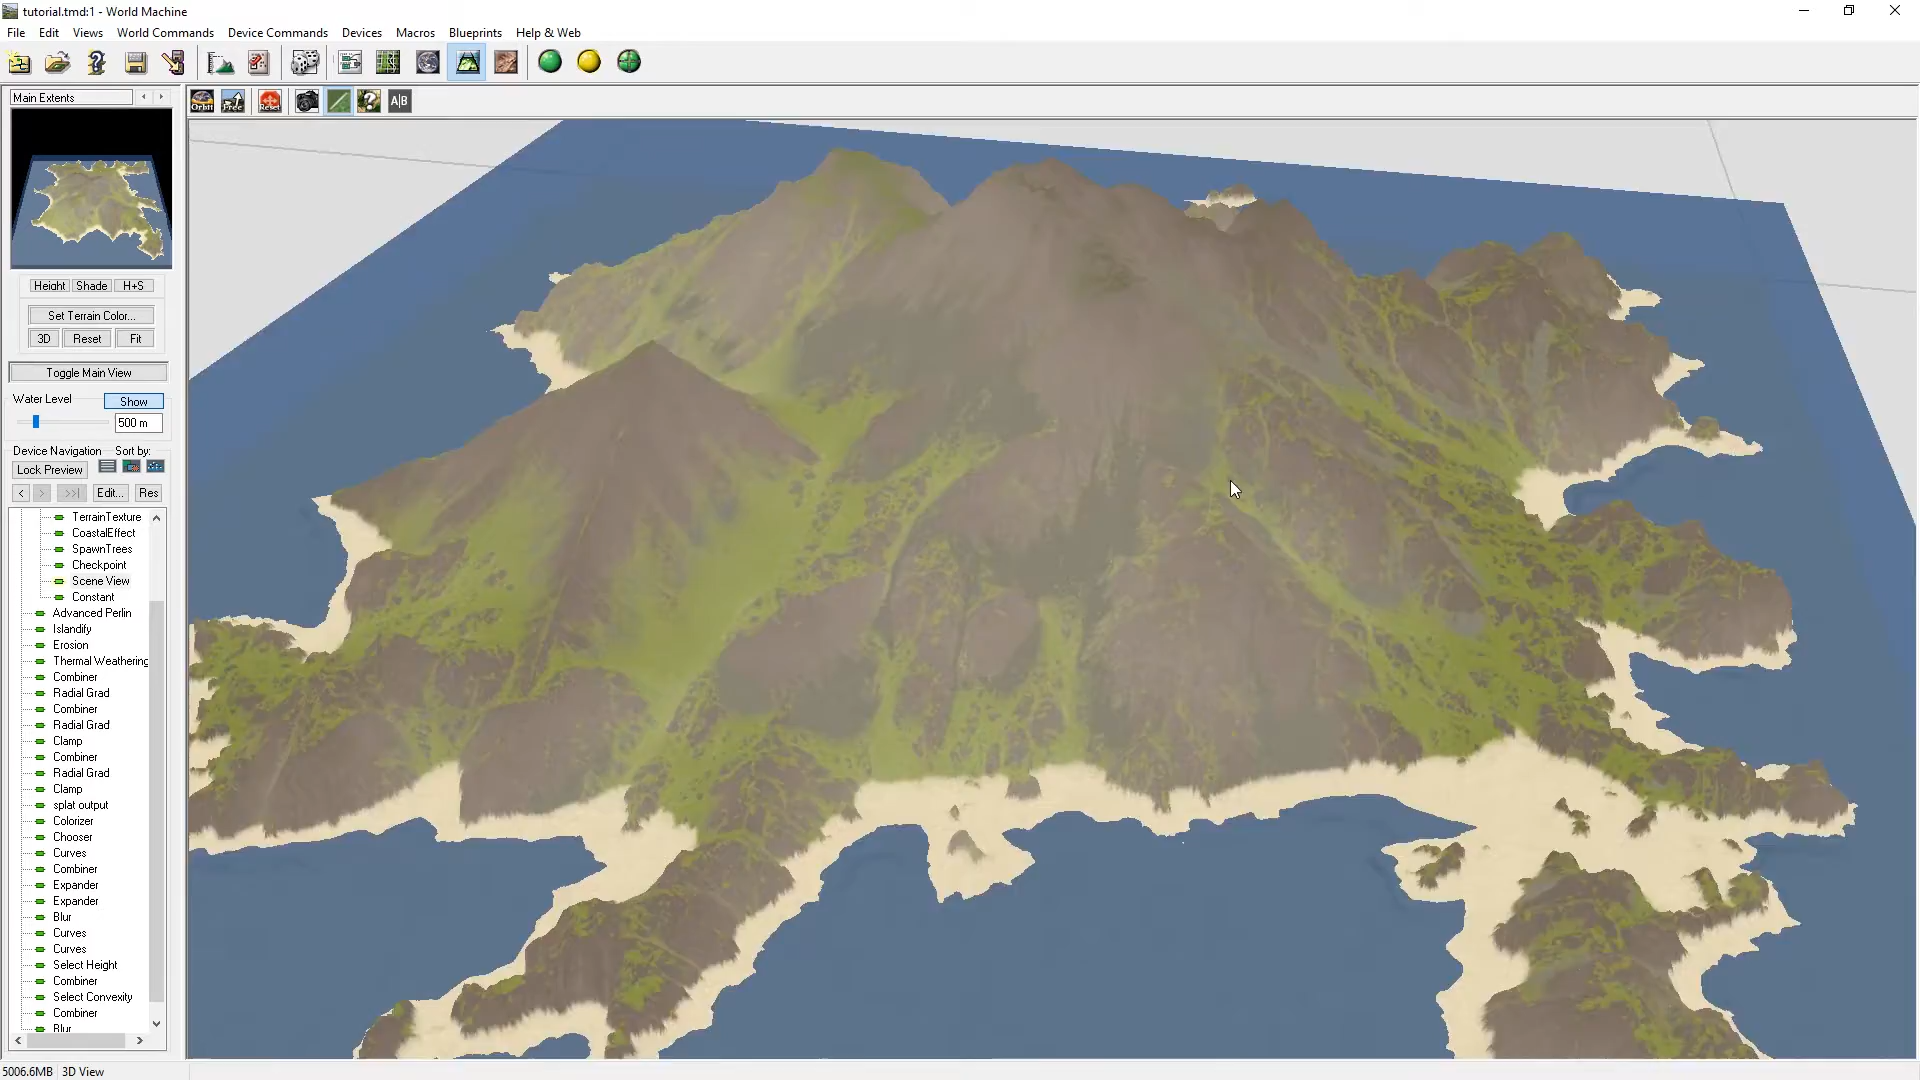 tutorial.tmd:1 - World Machine
File Edit Views World Commands Device Commands Devices Macros Blueprints Help & Web
Main Extents
Orbit Free Reset A|B
Height Shade H+S
Set Terrain Color...
3D Reset Fit
Toggle Main View
Water Level Show
500 m
Device Navigation Sort by:
Lock Preview
< > >>| Edit... Res
TerrainTexture
CoastalEffect
SpawnTrees
Checkpoint
Scene View
Constant
Advanced Perlin
Islandify
Erosion
Thermal Weathering
Combiner
Radial Grad
Combiner
Radial Grad
Clamp
Combiner
Radial Grad
Clamp
splat output
Colorizer
Chooser
Curves
Combiner
Expander
Expander
Blur
Curves
Curves
Select Height
Combiner
Select Convexity
Combiner
Blur
5006.6MB 3D View